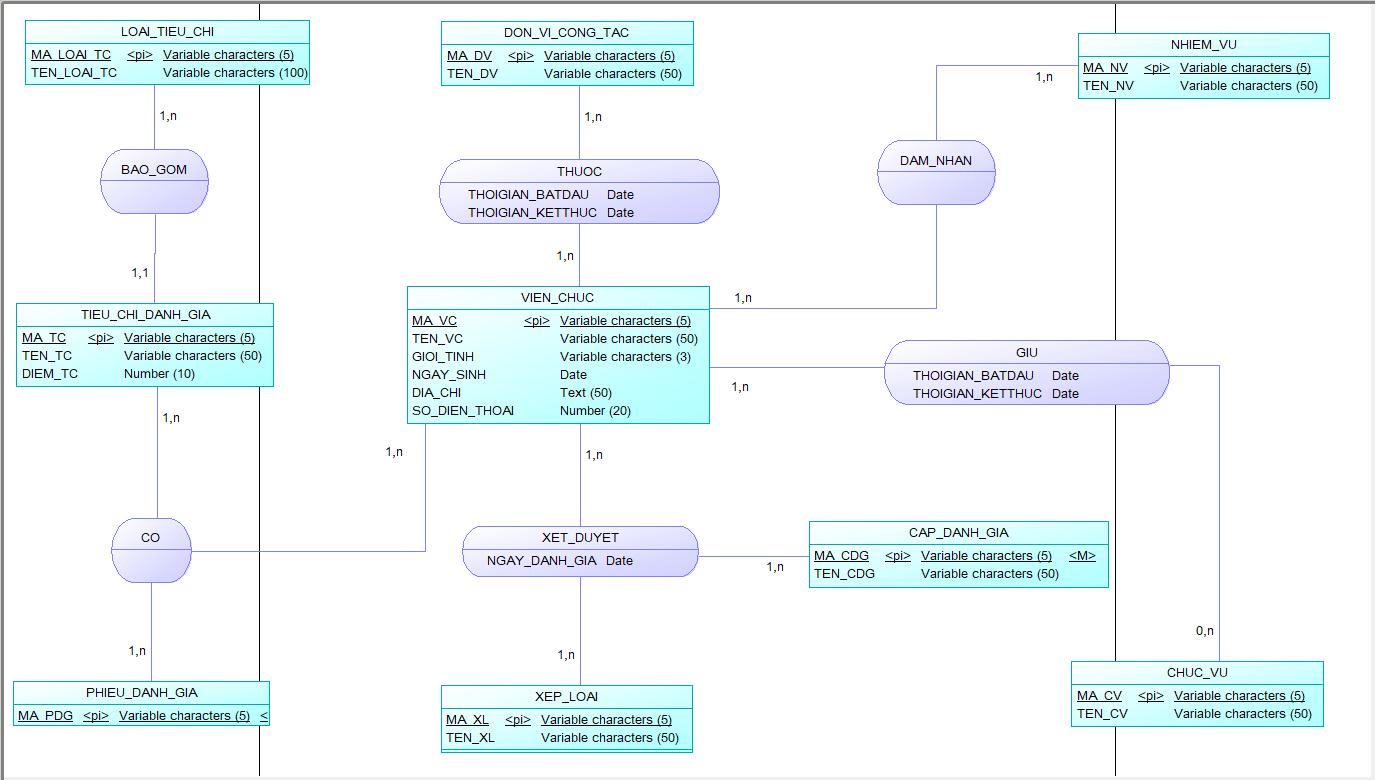 LOAI_TIEU_CHI
MA_LOAI_TC <pi> Variable characters (5)
TEN_LOAI_TC Variable characters (100)
DON_VI_CONG_TAC
MA_DV <pi> Variable characters (5)
TEN_DV Variable characters (50)
NHIEM_VU
MA_NV <pi> Variable characters (5)
TEN_NV Variable characters (50)
1,n
1,n
1,n
BAO_GOM
THUOC
THOIGIAN_BATDAU Date
THOIGIAN_KETTHUC Date
DAM_NHAN
1,1
1,n
1,n
TIEU_CHI_DANH_GIA
MA_TC <pi> Variable characters (5)
TEN_TC Variable characters (50)
DIEM_TC Number (10)
VIEN_CHUC
MA_VC <pi> Variable characters (5)
TEN_VC Variable characters (50)
GIOI_TINH Variable characters (3)
NGAY_SINH Date
DIA_CHI Text (50)
SO_DIEN_THOAI Number (20)
GIU
THOIGIAN_BATDAU Date
THOIGIAN_KETTHUC Date
1,n
1,n
1,n
1,n
CO
XET_DUYET
NGAY_DANH_GIA Date
1,n
CAP_DANH_GIA
MA_CDG <pi> Variable characters (5) <M>
TEN_CDG Variable characters (50)
1,n
1,n
0,n
PHIEU_DANH_GIA
MA_PDG <pi> Variable characters (5) <
XEP_LOAI
MA_XL <pi> Variable characters (5)
TEN_XL Variable characters (50)
CHUC_VU
MA_CV <pi> Variable characters (5)
TEN_CV Variable characters (50)